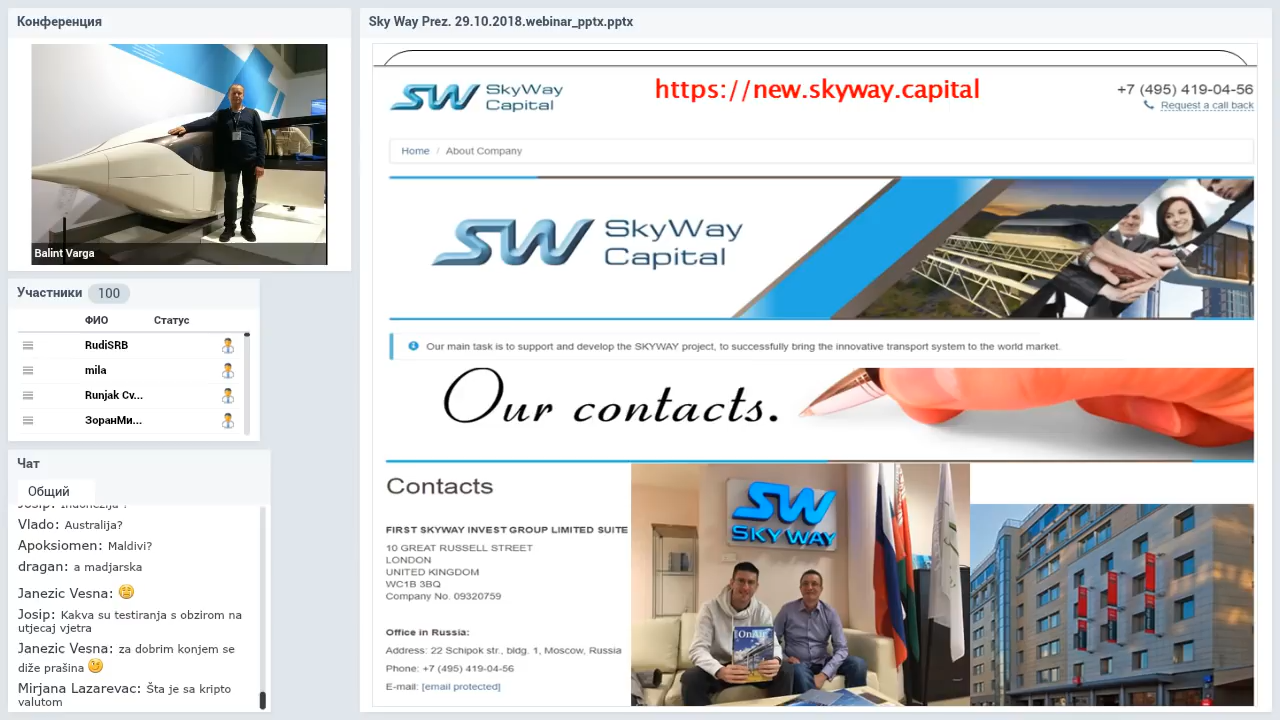 Конференция
Balint Varga
Участники 100
ФИО Статус
RudiSRB
mila
Runjak Cv...
ЗоранМи...
Чат
Общий
Vlado: Australija?
Apoksiomen: Maldivi?
dragan: a madjarska
Janezic Vesna:
Josip: Kakva su testiranja s obzirom na
utjecaj vjetra
Janezic Vesna: za dobrim konjem se
diže prašina
Mirjana Lazarevac: Šta je sa kripto
valutom
Sky Way Prez. 29.10.2018.webinar_pptx.pptx
SW SkyWay
Capital
https://new.skyway.capital
+7 (495) 419-04-56
Request a call back
Home / About Company
SW SkyWay
Capital
Our main task is to support and develop the SKYWAY project, to successfully bring the innovative transport system to the world market.
Our contacts.
Contacts
FIRST SKYWAY INVEST GROUP LIMITED SUITE
10 GREAT RUSSELL STREET
LONDON
UNITED KINGDOM
WC1B 3BQ
Company No. 09320759
Office in Russia:
Address: 22 Schipok str., bldg. 1, Moscow, Russia
Phone: +7 (495) 419-04-56
E-mail: [email protected]
SW
SKY WAY
OnAir